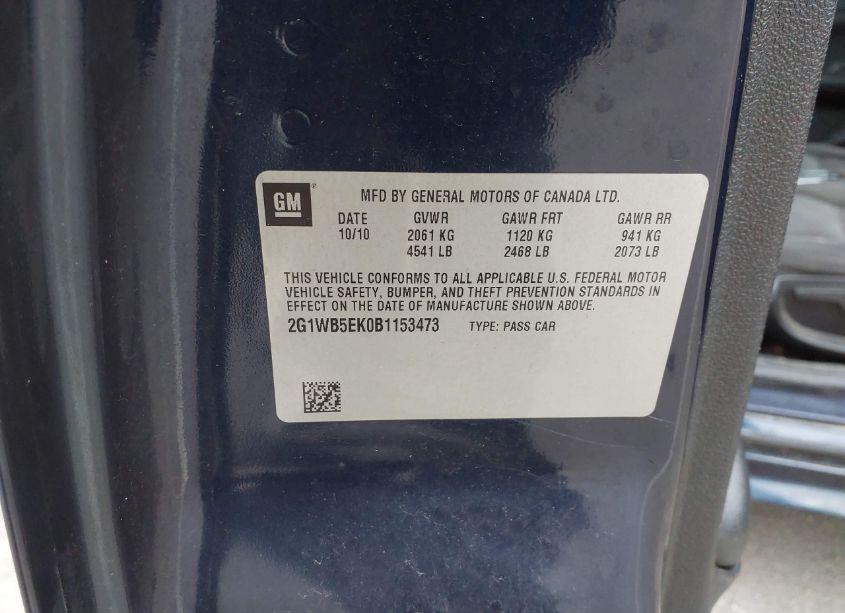 GM ® MFD BY GENERAL MOTORS OF CANADA LTD.
DATE GVWR GAWR FRT GAWR RR
10/10 2061 KG 1120 KG 941 KG
4541 LB 2468 LB 2073 LB
THIS VEHICLE CONFORMS TO ALL APPLICABLE U.S. FEDERAL MOTOR
VEHICLE SAFETY, BUMPER, AND THEFT PREVENTION STANDARDS IN
EFFECT ON THE DATE OF MANUFACTURE SHOWN ABOVE.
2G1WB5EK0B1153473 TYPE: PASS CAR